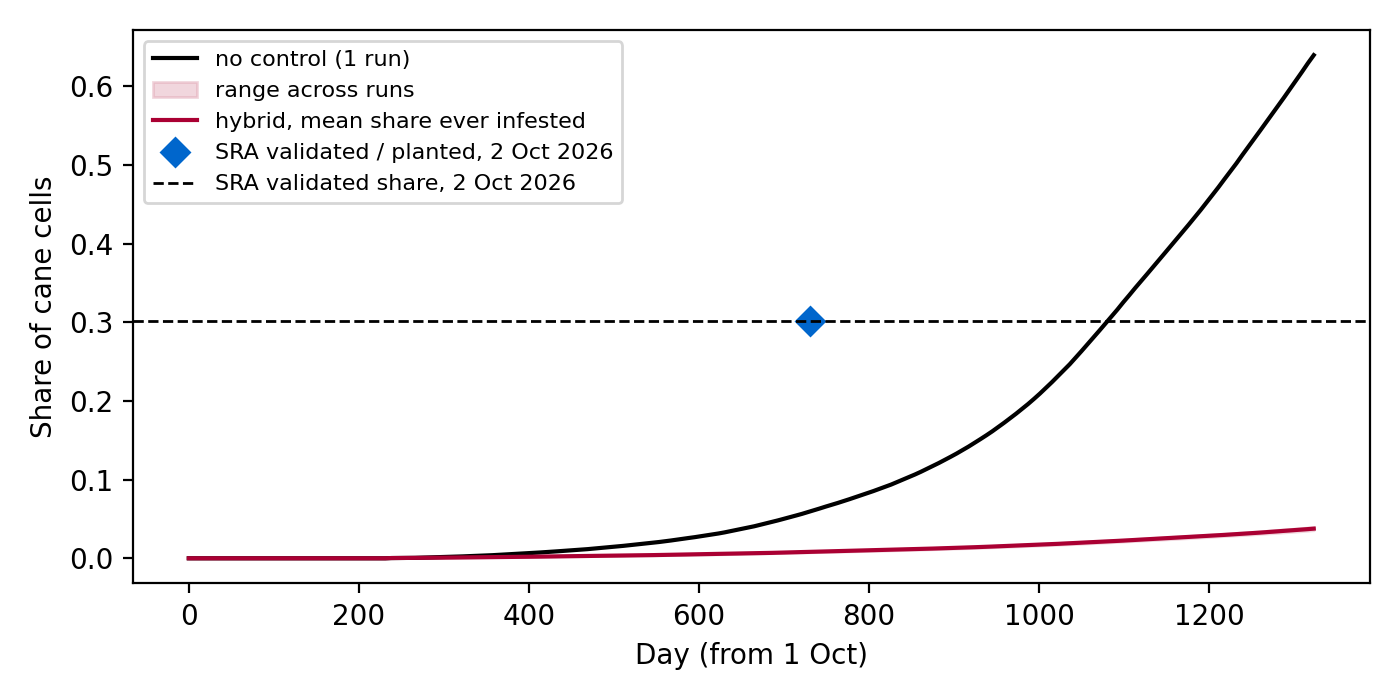 no control (1 run)
range across runs
hybrid, mean share ever infested
SRA validated / planted, 2 Oct 2026
SRA validated share, 2 Oct 2026
Share of cane cells
0.6
0.5
0.4
0.3
0.2
0.1
0.0
0 200 400 600 800 1000 1200
Day (from 1 Oct)